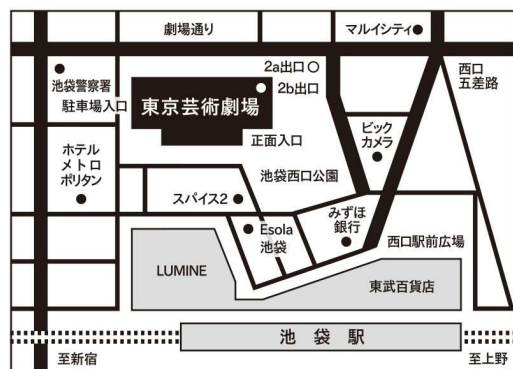 劇場通り
マルイシティ
2a出口
2b出口
西口
五差路
池袋警察署
駐車場入口
東京芸術劇場
正面入口
ビック
カメラ
ホテル
メトロ
ポリタン
池袋西口公園
スパイス2
Esola
池袋
みずほ
銀行
西口駅前広場
LUMINE
東武百貨店
池袋駅
至新宿
至上野